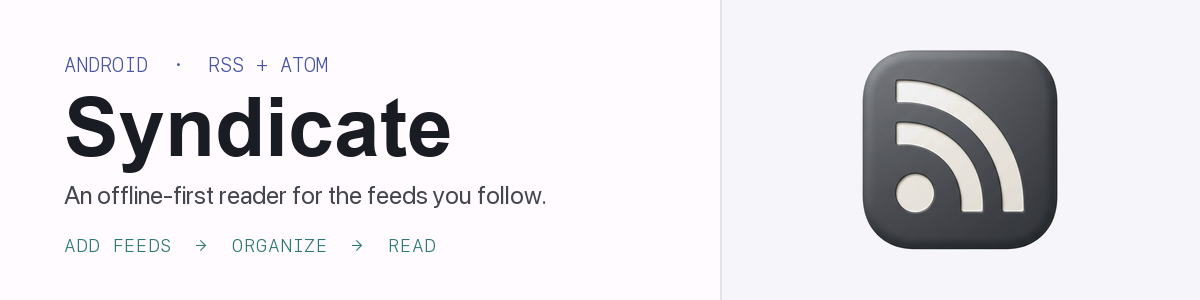 ANDROID · RSS + ATOM
Syndicate
An offline-first reader for the feeds you follow.
ADD FEEDS → ORGANIZE → READ